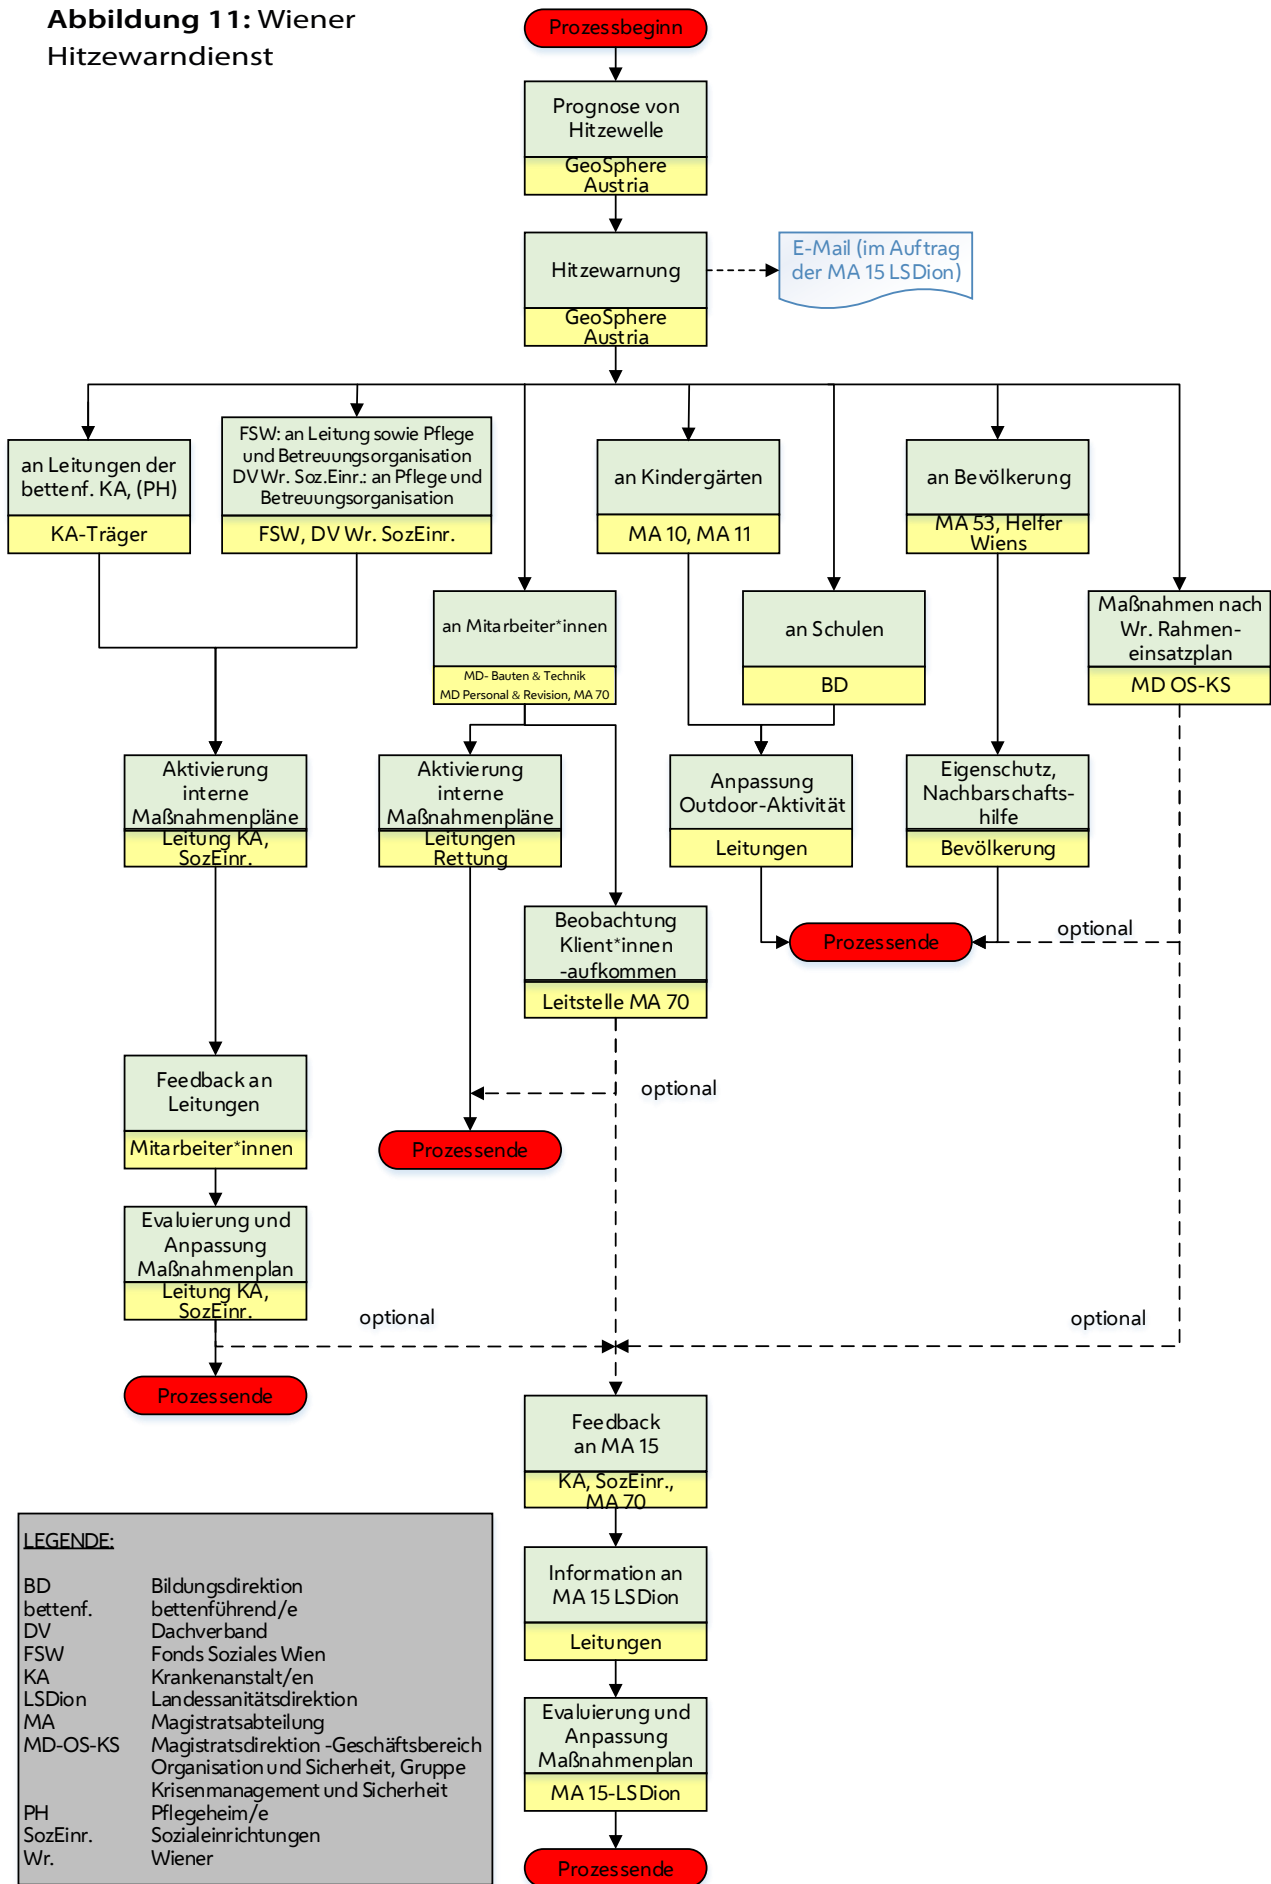 Abbildung 11: Wiener
Hitzewarndienst
Prozessbeginn
Prognose von
Hitzewelle
GeoSphere
Austria
Hitzewarnung
GeoSphere
Austria
E-Mail (im Auftrag
der MA 15 LSDion)
an Leitungen der
bettenf. KA, (PH)
KA-Träger
FSW: an Leitung sowie Pflege
und Betreuungsorganisation
DV Wr. Soz.Einr.: an Pflege und
Betreuungsorganisation
FSW, DV Wr. SozEinr.
an Kindergärten
MA 10, MA 11
an Bevölkerung
MA 53, Helfer
Wiens
an Mitarbeiter*innen
MD- Bauten & Technik
MD Personal & Revision, MA 70
an Schulen
BD
Maßnahmen nach
Wr. Rahmen-
einsatzplan
MD OS-KS
Aktivierung
interne
Maßnahmenpläne
Leitung KA,
SozEinr.
Aktivierung
interne
Maßnahmenpläne
Leitungen
Rettung
Anpassung
Outdoor-Aktivität
Leitungen
Eigenschutz,
Nachbarschafts-
hilfe
Bevölkerung
Beobachtung
Klient*innen
-aufkommen
Leitstelle MA 70
Prozessende
optional
Feedback an
Leitungen
Mitarbeiter*innen
optional
Prozessende
Evaluierung und
Anpassung
Maßnahmenplan
Leitung KA,
SozEinr.
optional
optional
Prozessende
Feedback
an MA 15
KA, SozEinr.,
MA 70
Information an
MA 15 LSDion
Leitungen
Evaluierung und
Anpassung
Maßnahmenplan
MA 15-LSDion
Prozessende
LEGENDE:
BD Bildungsdirektion
bettenf. bettenführend/e
DV Dachverband
FSW Fonds Soziales Wien
KA Krankenanstalt/en
LSDion Landessanitätsdirektion
MA Magistratsabteilung
MD-OS-KS Magistratsdirektion -Geschäftsbereich
Organisation und Sicherheit, Gruppe
Krisenmanagement und Sicherheit
PH Pflegeheim/e
SozEinr. Sozialeinrichtungen
Wr. Wiener